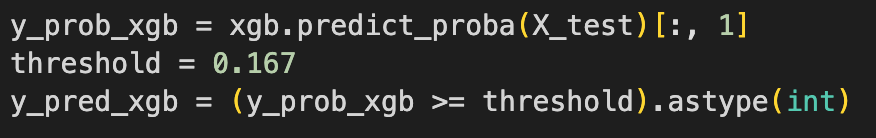 y_prob_xgb = xgb.predict_proba(X_test)[:, 1]
threshold = 0.167
y_pred_xgb = (y_prob_xgb >= threshold).astype(int)